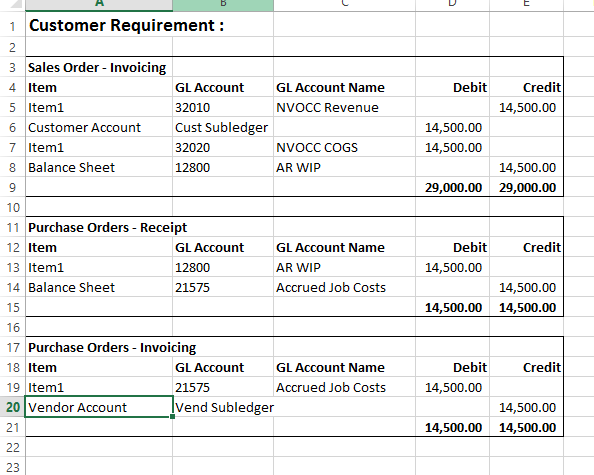 A B C D E
1 Customer Requirement :
2
3 Sales Order - Invoicing
4 Item GL Account GL Account Name Debit Credit
5 Item1 32010 NVOCC Revenue 14,500.00
6 Customer Account Cust Subledger 14,500.00
7 Item1 32020 NVOCC COGS 14,500.00
8 Balance Sheet 12800 AR WIP 14,500.00
9 29,000.00 29,000.00
10
11 Purchase Orders - Receipt
12 Item GL Account GL Account Name Debit Credit
13 Item1 12800 AR WIP 14,500.00
14 Balance Sheet 21575 Accrued Job Costs 14,500.00
15 14,500.00 14,500.00
16
17 Purchase Orders - Invoicing
18 Item GL Account GL Account Name Debit Credit
19 Item1 21575 Accrued Job Costs 14,500.00
20 Vendor Account Vend Subledger 14,500.00
21 14,500.00 14,500.00
22
23